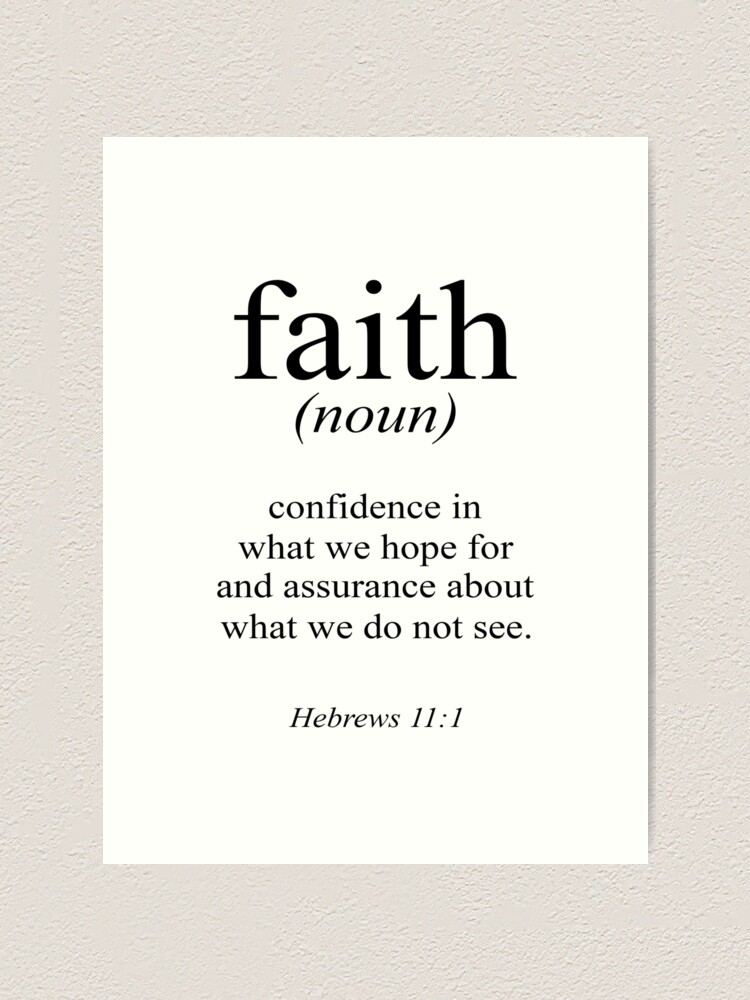 faith
(noun)
confidence in
what we hope for
and assurance about
what we do not see.
Hebrews 11:1